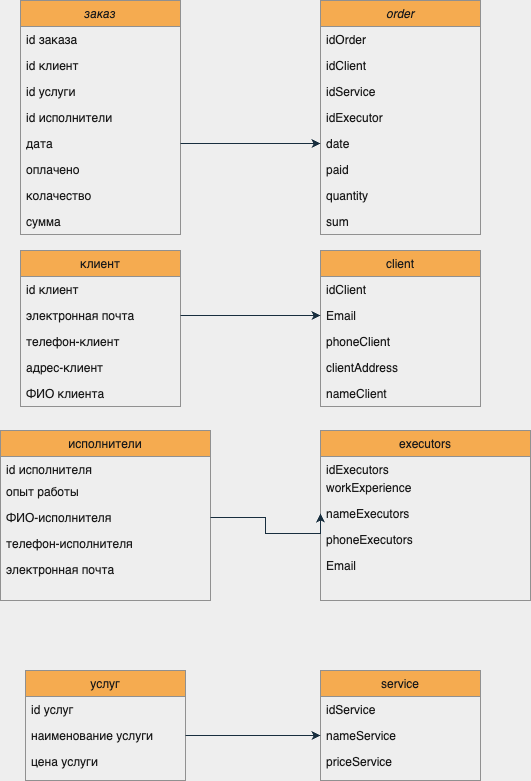 заказ
id заказа
id клиент
id услуги
id исполнители
дата
оплачено
колачество
сумма
order
idOrder
idClient
idService
idExecutor
date
paid
quantity
sum
клиент
id клиент
электронная почта
телефон-клиент
адрес-клиент
ФИО клиента
client
idClient
Email
phoneClient
clientAddress
nameClient
исполнители
id исполнителя
опыт работы
ФИО-исполнителя
телефон-исполнителя
электронная почта
executors
idExecutors
workExperience
nameExecutors
phoneExecutors
Email
услуг
id услуг
наименование услуги
цена услуги
service
idService
nameService
priceService